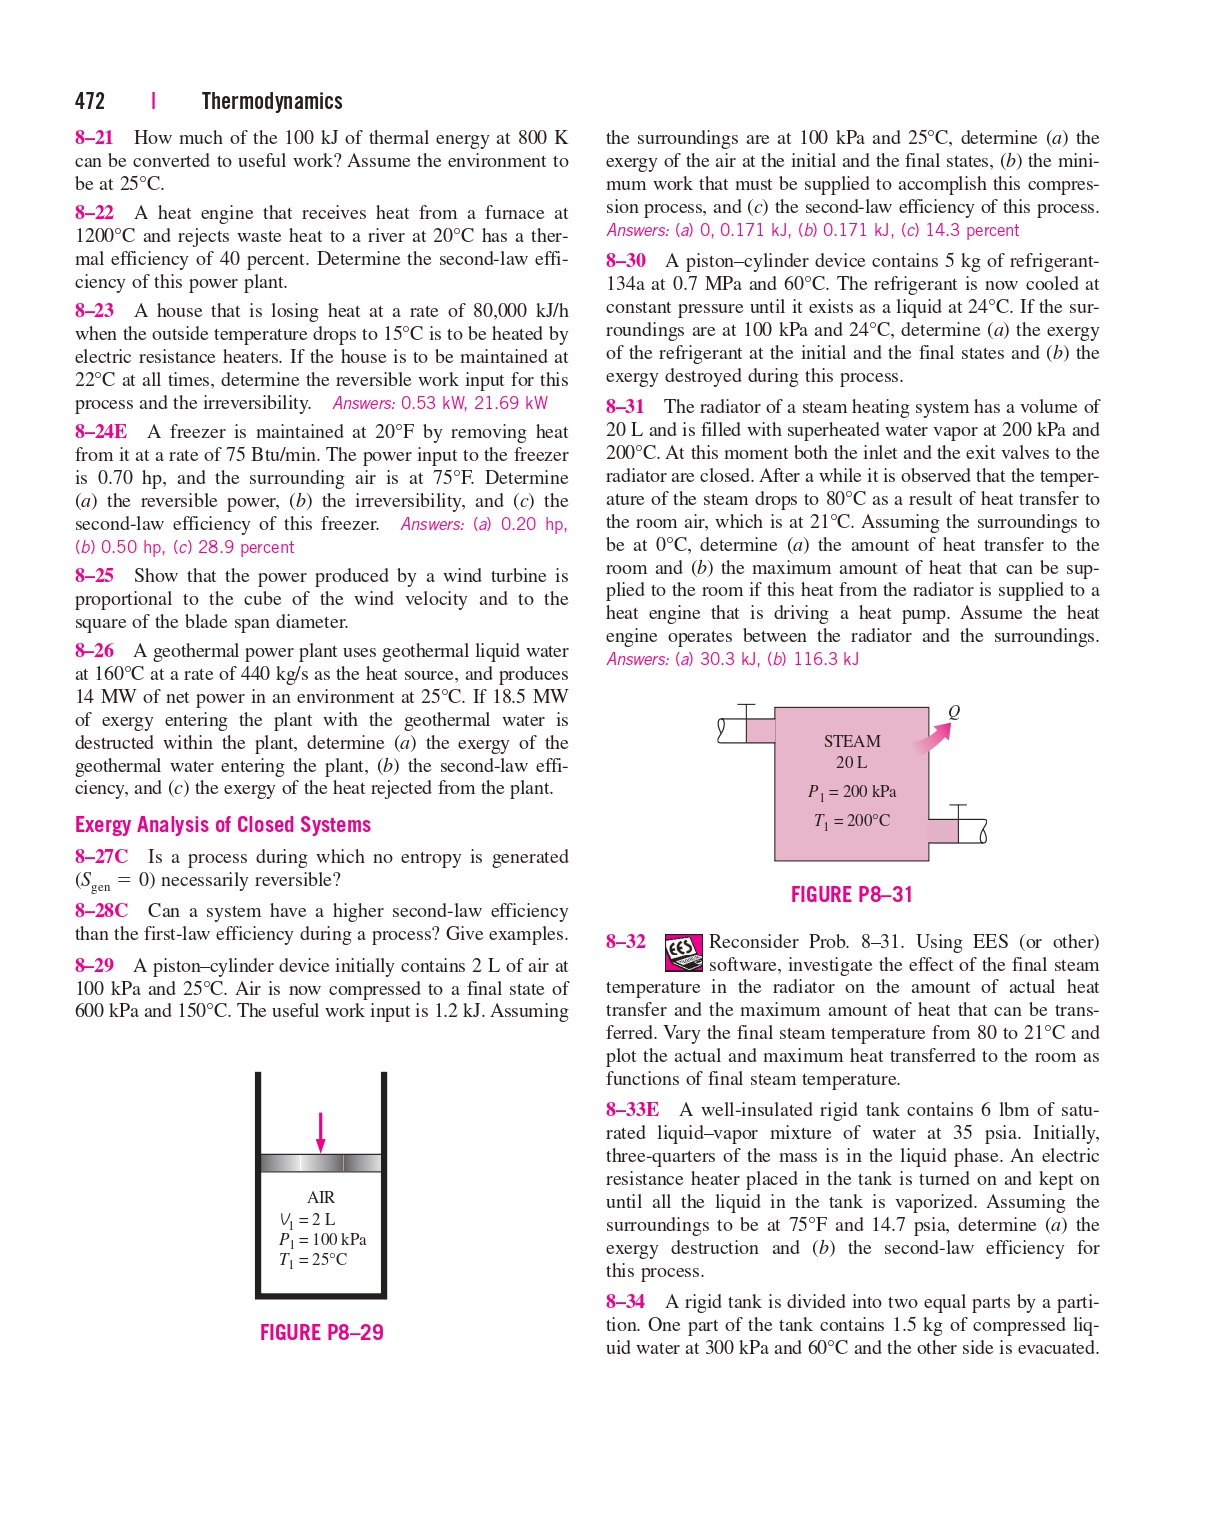 472 | Thermodynamics
8–21 How much of the 100 kJ of thermal energy at 800 K
can be converted to useful work? Assume the environment to
be at 25°C.
8–22 A heat engine that receives heat from a furnace at
1200°C and rejects waste heat to a river at 20°C has a ther-
mal efficiency of 40 percent. Determine the second-law effi-
ciency of this power plant.
8–23 A house that is losing heat at a rate of 80,000 kJ/h
when the outside temperature drops to 15°C is to be heated by
electric resistance heaters. If the house is to be maintained at
22°C at all times, determine the reversible work input for this
process and the irreversibility. Answers: 0.53 kW, 21.69 kW
8–24E A freezer is maintained at 20°F by removing heat
from it at a rate of 75 Btu/min. The power input to the freezer
is 0.70 hp, and the surrounding air is at 75°F. Determine
(a) the reversible power, (b) the irreversibility, and (c) the
second-law efficiency of this freezer. Answers: (a) 0.20 hp,
(b) 0.50 hp, (c) 28.9 percent
8–25 Show that the power produced by a wind turbine is
proportional to the cube of the wind velocity and to the
square of the blade span diameter.
8–26 A geothermal power plant uses geothermal liquid water
at 160°C at a rate of 440 kg/s as the heat source, and produces
14 MW of net power in an environment at 25°C. If 18.5 MW
of exergy entering the plant with the geothermal water is
destructed within the plant, determine (a) the exergy of the
geothermal water entering the plant, (b) the second-law effi-
ciency, and (c) the exergy of the heat rejected from the plant.
Exergy Analysis of Closed Systems
8–27C Is a process during which no entropy is generated
(Sgen = 0) necessarily reversible?
8–28C Can a system have a higher second-law efficiency
than the first-law efficiency during a process? Give examples.
8–29 A piston–cylinder device initially contains 2 L of air at
100 kPa and 25°C. Air is now compressed to a final state of
600 kPa and 150°C. The useful work input is 1.2 kJ. Assuming
AIR
V1 = 2 L
P1 = 100 kPa
T1 = 25°C
FIGURE P8–29
the surroundings are at 100 kPa and 25°C, determine (a) the
exergy of the air at the initial and the final states, (b) the mini-
mum work that must be supplied to accomplish this compres-
sion process, and (c) the second-law efficiency of this process.
Answers: (a) 0, 0.171 kJ, (b) 0.171 kJ, (c) 14.3 percent
8–30 A piston–cylinder device contains 5 kg of refrigerant-
134a at 0.7 MPa and 60°C. The refrigerant is now cooled at
constant pressure until it exists as a liquid at 24°C. If the sur-
roundings are at 100 kPa and 24°C, determine (a) the exergy
of the refrigerant at the initial and the final states and (b) the
exergy destroyed during this process.
8–31 The radiator of a steam heating system has a volume of
20 L and is filled with superheated water vapor at 200 kPa and
200°C. At this moment both the inlet and the exit valves to the
radiator are closed. After a while it is observed that the temper-
ature of the steam drops to 80°C as a result of heat transfer to
the room air, which is at 21°C. Assuming the surroundings to
be at 0°C, determine (a) the amount of heat transfer to the
room and (b) the maximum amount of heat that can be sup-
plied to the room if this heat from the radiator is supplied to a
heat engine that is driving a heat pump. Assume the heat
engine operates between the radiator and the surroundings.
Answers: (a) 30.3 kJ, (b) 116.3 kJ
Q
STEAM
20 L
P1 = 200 kPa
T1 = 200°C
FIGURE P8–31
8–32 EES Reconsider Prob. 8–31. Using EES (or other)
software, investigate the effect of the final steam
temperature in the radiator on the amount of actual heat
transfer and the maximum amount of heat that can be trans-
ferred. Vary the final steam temperature from 80 to 21°C and
plot the actual and maximum heat transferred to the room as
functions of final steam temperature.
8–33E A well-insulated rigid tank contains 6 lbm of satu-
rated liquid–vapor mixture of water at 35 psia. Initially,
three-quarters of the mass is in the liquid phase. An electric
resistance heater placed in the tank is turned on and kept on
until all the liquid in the tank is vaporized. Assuming the
surroundings to be at 75°F and 14.7 psia, determine (a) the
exergy destruction and (b) the second-law efficiency for
this process.
8–34 A rigid tank is divided into two equal parts by a parti-
tion. One part of the tank contains 1.5 kg of compressed liq-
uid water at 300 kPa and 60°C and the other side is evacuated.